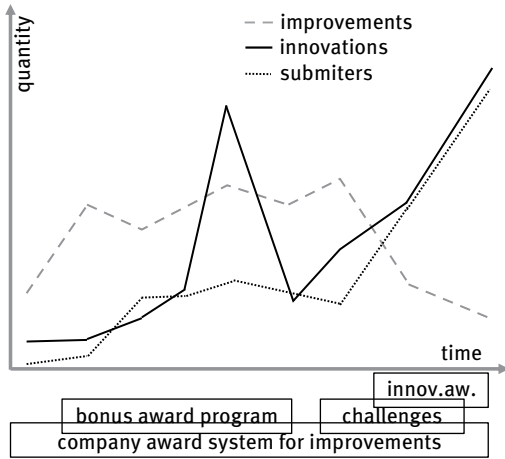 quantity
improvements
innovations
submiters
time
innov.aw.
bonus award program
challenges
company award system for improvements